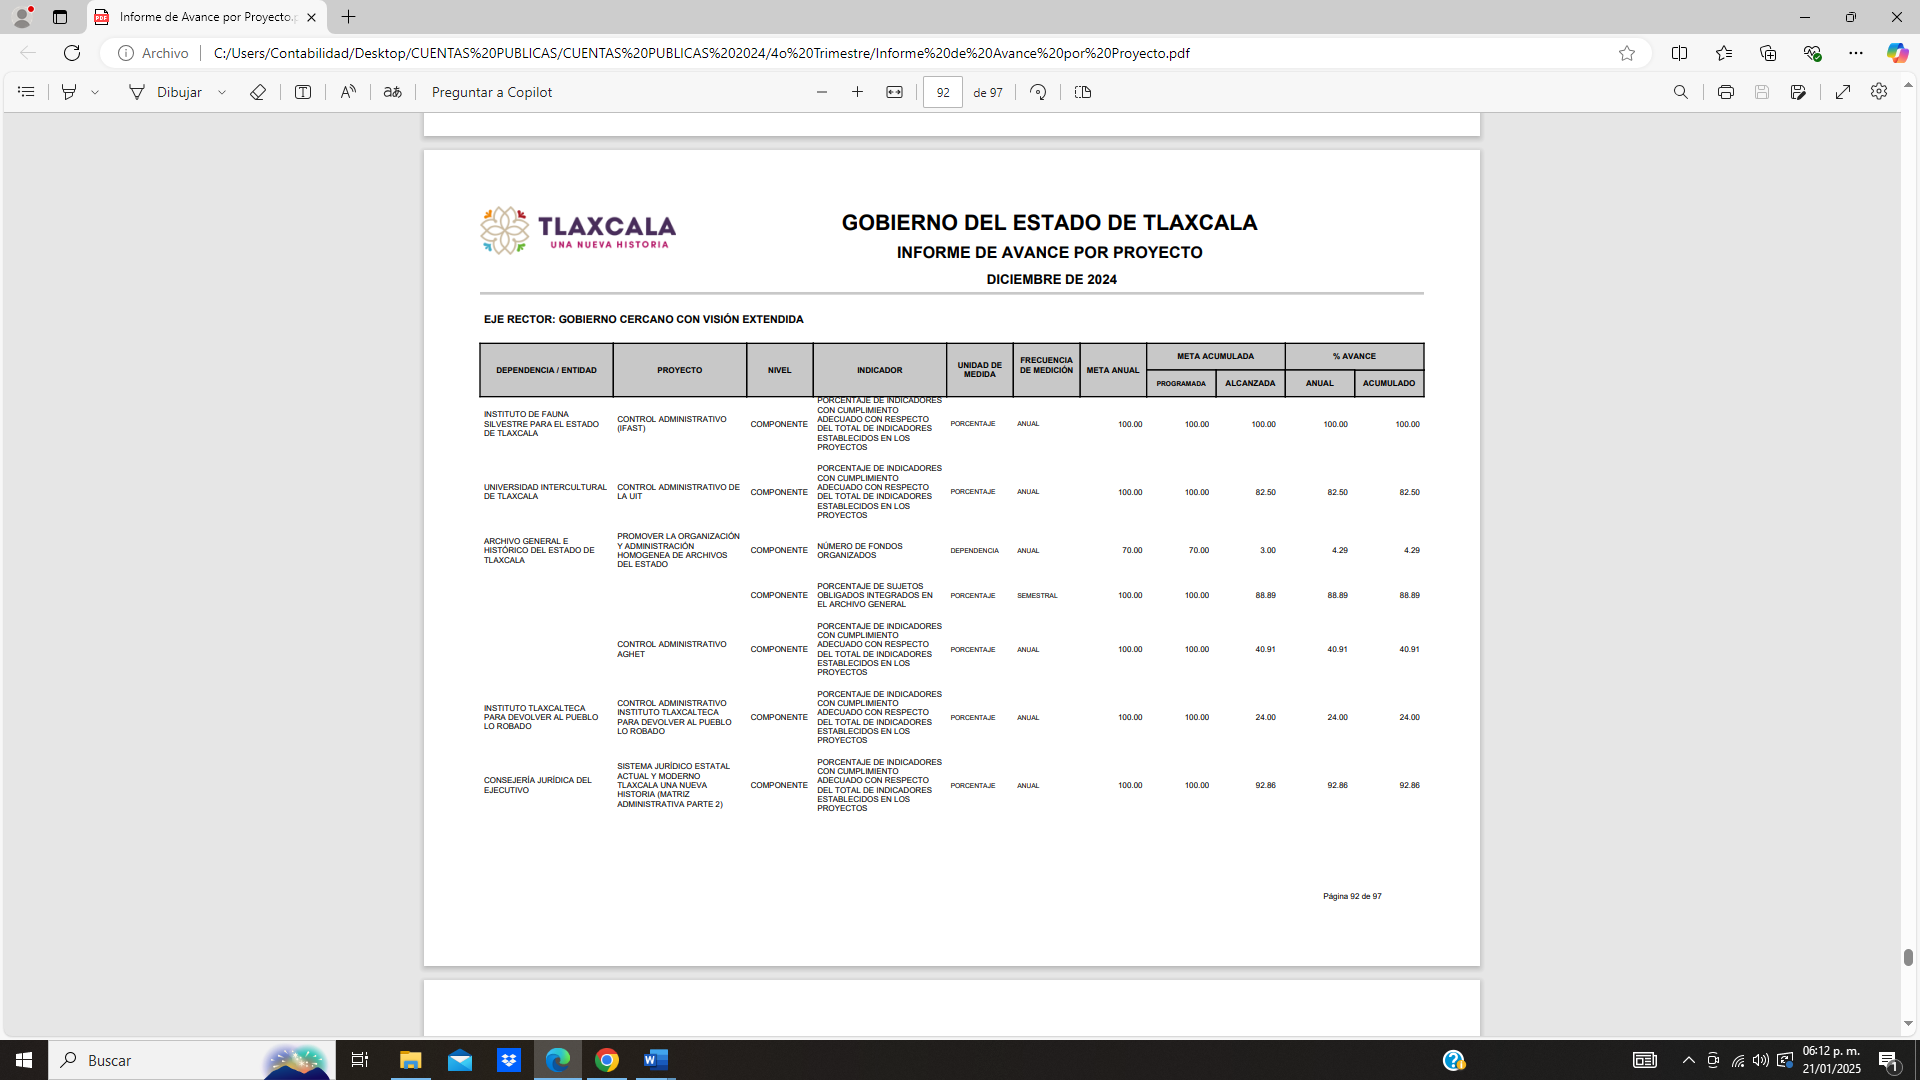 Informe de Avance por Proyecto.p
Archivo
C:/Users/Contabilidad/Desktop/CUENTAS%20PUBLICAS/CUENTAS%20PUBLICAS%202024/4o%20Trimestre/Informe%20de%20Avance%20por%20Proyecto.pdf
Dibujar
Preguntar a Copilot
92 de 97
TLAXCALA
UNA NUEVA HISTORIA
GOBIERNO DEL ESTADO DE TLAXCALA
INFORME DE AVANCE POR PROYECTO
DICIEMBRE DE 2024
EJE RECTOR: GOBIERNO CERCANO CON VISIÓN EXTENDIDA
DEPENDENCIA / ENTIDAD
PROYECTO
NIVEL
INDICADOR
UNIDAD DE
MEDIDA
FRECUENCIA
DE MEDICIÓN
META ANUAL
META ACUMULADA
PROGRAMADA
ALCANZADA
% AVANCE
ANUAL
ACUMULADO
INSTITUTO DE FAUNA
SILVESTRE PARA EL ESTADO
DE TLAXCALA
CONTROL ADMINISTRATIVO
(IFAST)
COMPONENTE
PORCENTAJE DE INDICADORES
CON CUMPLIMIENTO
ADECUADO CON RESPECTO
DEL TOTAL DE INDICADORES
ESTABLECIDOS EN LOS
PROYECTOS
PORCENTAJE
ANUAL
100.00
100.00
100.00
100.00
100.00
UNIVERSIDAD INTERCULTURAL
DE TLAXCALA
CONTROL ADMINISTRATIVO DE
LA UIT
COMPONENTE
PORCENTAJE DE INDICADORES
CON CUMPLIMIENTO
ADECUADO CON RESPECTO
DEL TOTAL DE INDICADORES
ESTABLECIDOS EN LOS
PROYECTOS
PORCENTAJE
ANUAL
100.00
100.00
82.50
82.50
82.50
ARCHIVO GENERAL E
HISTÓRICO DEL ESTADO DE
TLAXCALA
PROMOVER LA ORGANIZACIÓN
Y ADMINISTRACIÓN
HOMOGENEA DE ARCHIVOS
DEL ESTADO
COMPONENTE
NÚMERO DE FONDOS
ORGANIZADOS
DEPENDENCIA
ANUAL
70.00
70.00
3.00
4.29
4.29
COMPONENTE
PORCENTAJE DE SUJETOS
OBLIGADOS INTEGRADOS EN
EL ARCHIVO GENERAL
PORCENTAJE
SEMESTRAL
100.00
100.00
88.89
88.89
88.89
CONTROL ADMINISTRATIVO
AGHET
COMPONENTE
PORCENTAJE DE INDICADORES
CON CUMPLIMIENTO
ADECUADO CON RESPECTO
DEL TOTAL DE INDICADORES
ESTABLECIDOS EN LOS
PROYECTOS
PORCENTAJE
ANUAL
100.00
100.00
40.91
40.91
40.91
INSTITUTO TLAXCALTECA
PARA DEVOLVER AL PUEBLO
LO ROBADO
CONTROL ADMINISTRATIVO
INSTITUTO TLAXCALTECA
PARA DEVOLVER AL PUEBLO
LO ROBADO
COMPONENTE
PORCENTAJE DE INDICADORES
CON CUMPLIMIENTO
ADECUADO CON RESPECTO
DEL TOTAL DE INDICADORES
ESTABLECIDOS EN LOS
PROYECTOS
PORCENTAJE
ANUAL
100.00
100.00
24.00
24.00
24.00
CONSEJERÍA JURÍDICA DEL
EJECUTIVO
SISTEMA JURÍDICO ESTATAL
ACTUAL Y MODERNO
TLAXCALA UNA NUEVA
HISTORIA (MATRIZ
ADMINISTRATIVA PARTE 2)
COMPONENTE
PORCENTAJE DE INDICADORES
CON CUMPLIMIENTO
ADECUADO CON RESPECTO
DEL TOTAL DE INDICADORES
ESTABLECIDOS EN LOS
PROYECTOS
PORCENTAJE
ANUAL
100.00
100.00
92.86
92.86
92.86
Página 92 de 97
Buscar
06:12 p. m.
21/01/2025
1